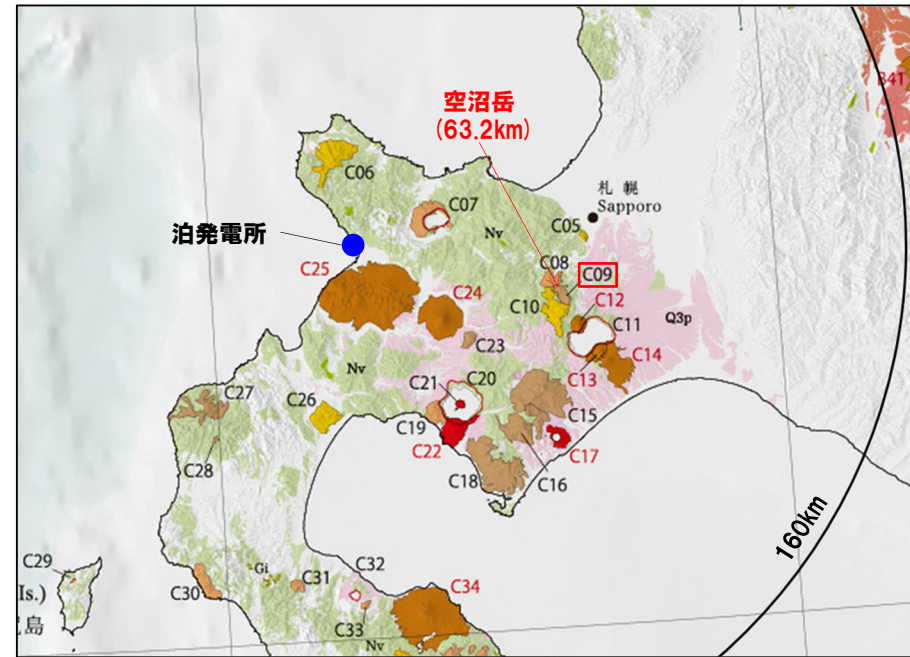 空沼岳
(63.2km)
B41
C06
札幌
Sapporo
C07
C05
Nv
泊発電所
C25
C08
C09
C24
C10
C12
C11
Q3p
C23
C14
Nv
C13
C21
C20
C27
C26
C15
C19
C22
C17
C28
C18
C16
160km
C29
C32
Gi
C31
C34
Is.)
C30
島
C33
Nv